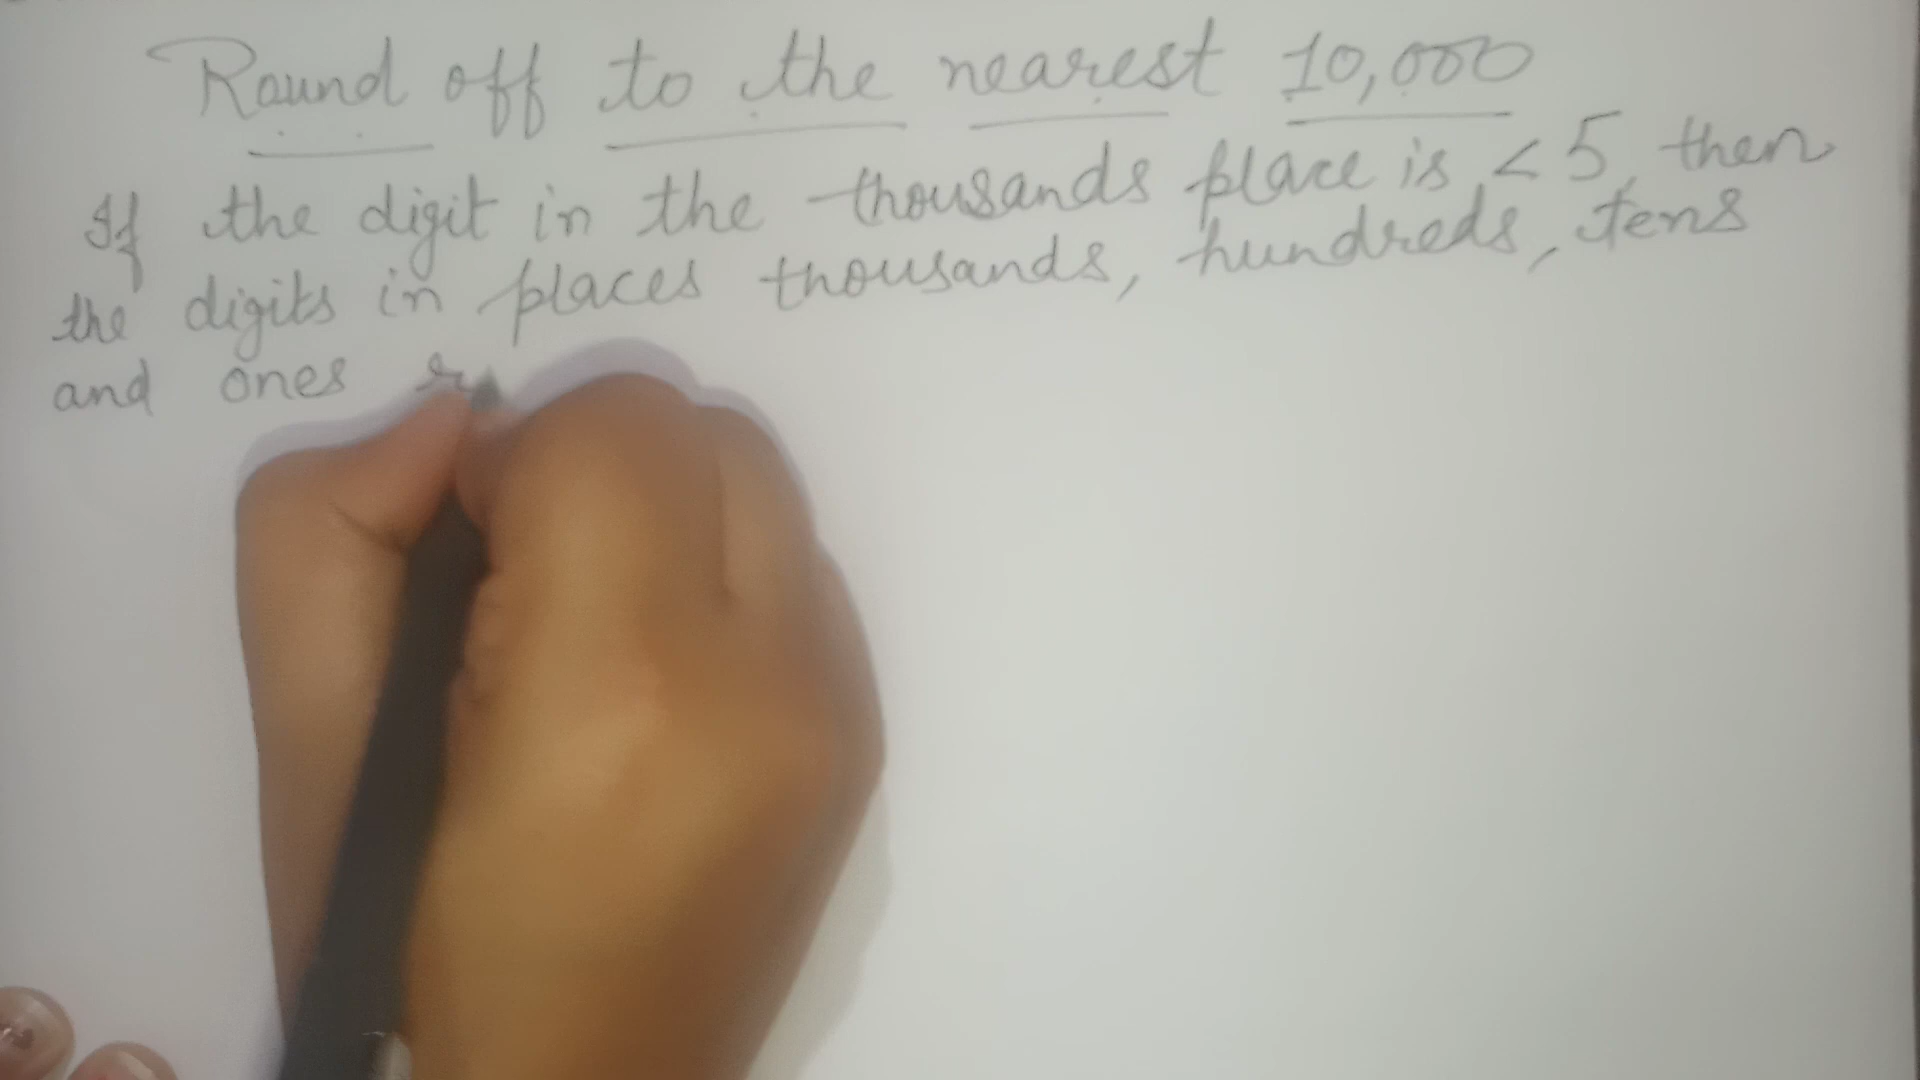 Round off to the nearest 10,000
If the digit in the thousands place is < 5, then
the digits in places thousands, hundreds, tens
and ones